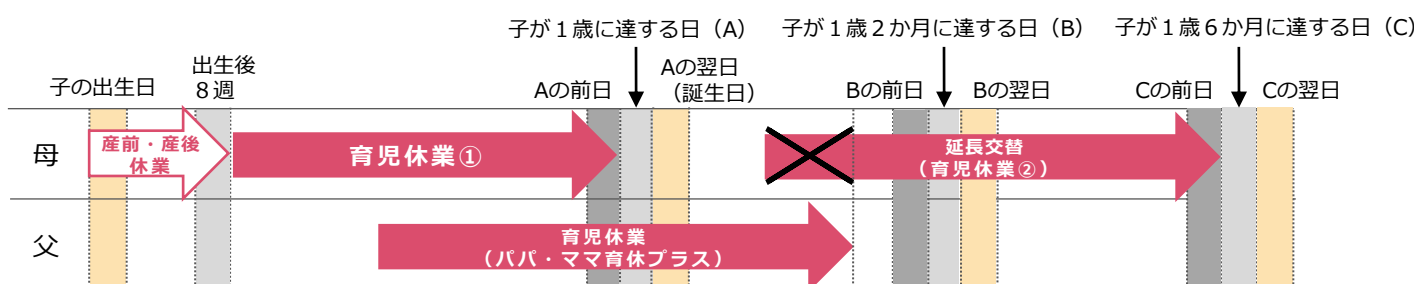 子が１歳に達する日（A） 子が１歳２か月に達する日（B） 子が１歳６か月に達する日（C）
子の出生日 出生後
８週 Aの前日 Aの翌日
（誕生日） Bの前日 Bの翌日 Cの前日 Cの翌日
母 産前・産後
休業 育児休業① 延長交替
（育児休業②）
父 育児休業
（パパ・ママ育休プラス）